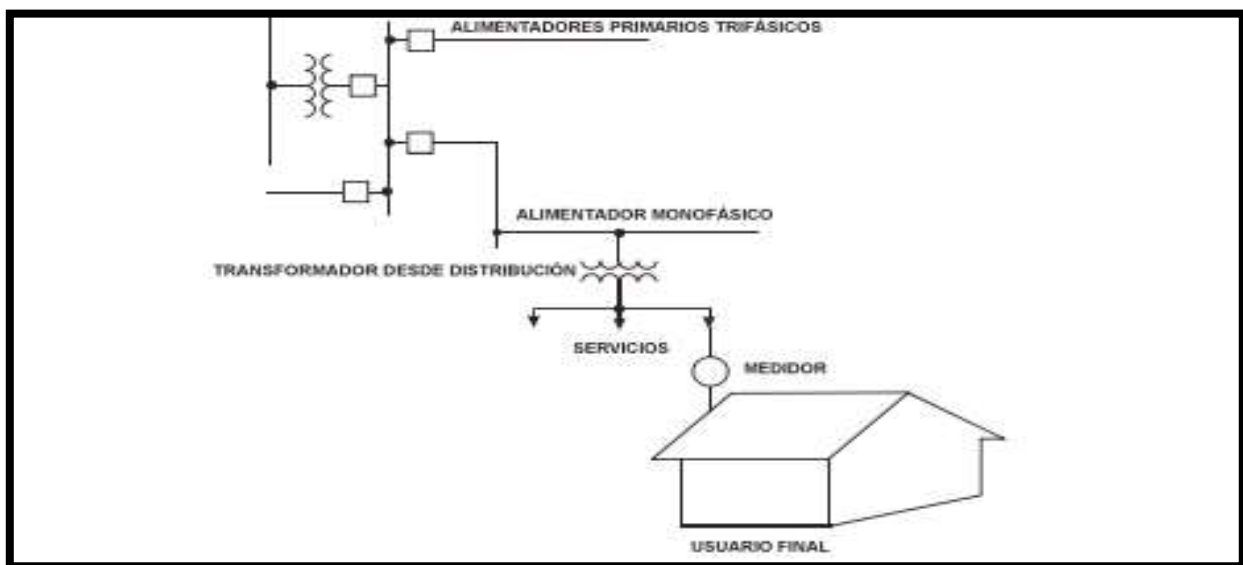 ALIMENTADORES PRIMARIOS TRIFÁSICOS
ALIMENTADOR MONOFÁSICO
TRANSFORMADOR DESDE DISTRIBUCIÓN
SERVICIOS
MEDIDOR
USUARIO FINAL